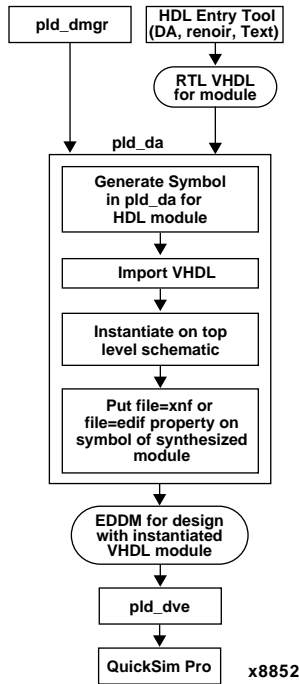 pld_dmgr
HDL Entry Tool
(DA, renoir, Text)
RTL VHDL
for module
pld_da
Generate Symbol
in pld_da for
HDL module
Import VHDL
Instantiate on top
level schematic
Put file=xnf or
file=edif property on
symbol of synthesized
module
EDDM for design
with instantiated
VHDL module
pld_dve
QuickSim Pro
x8852